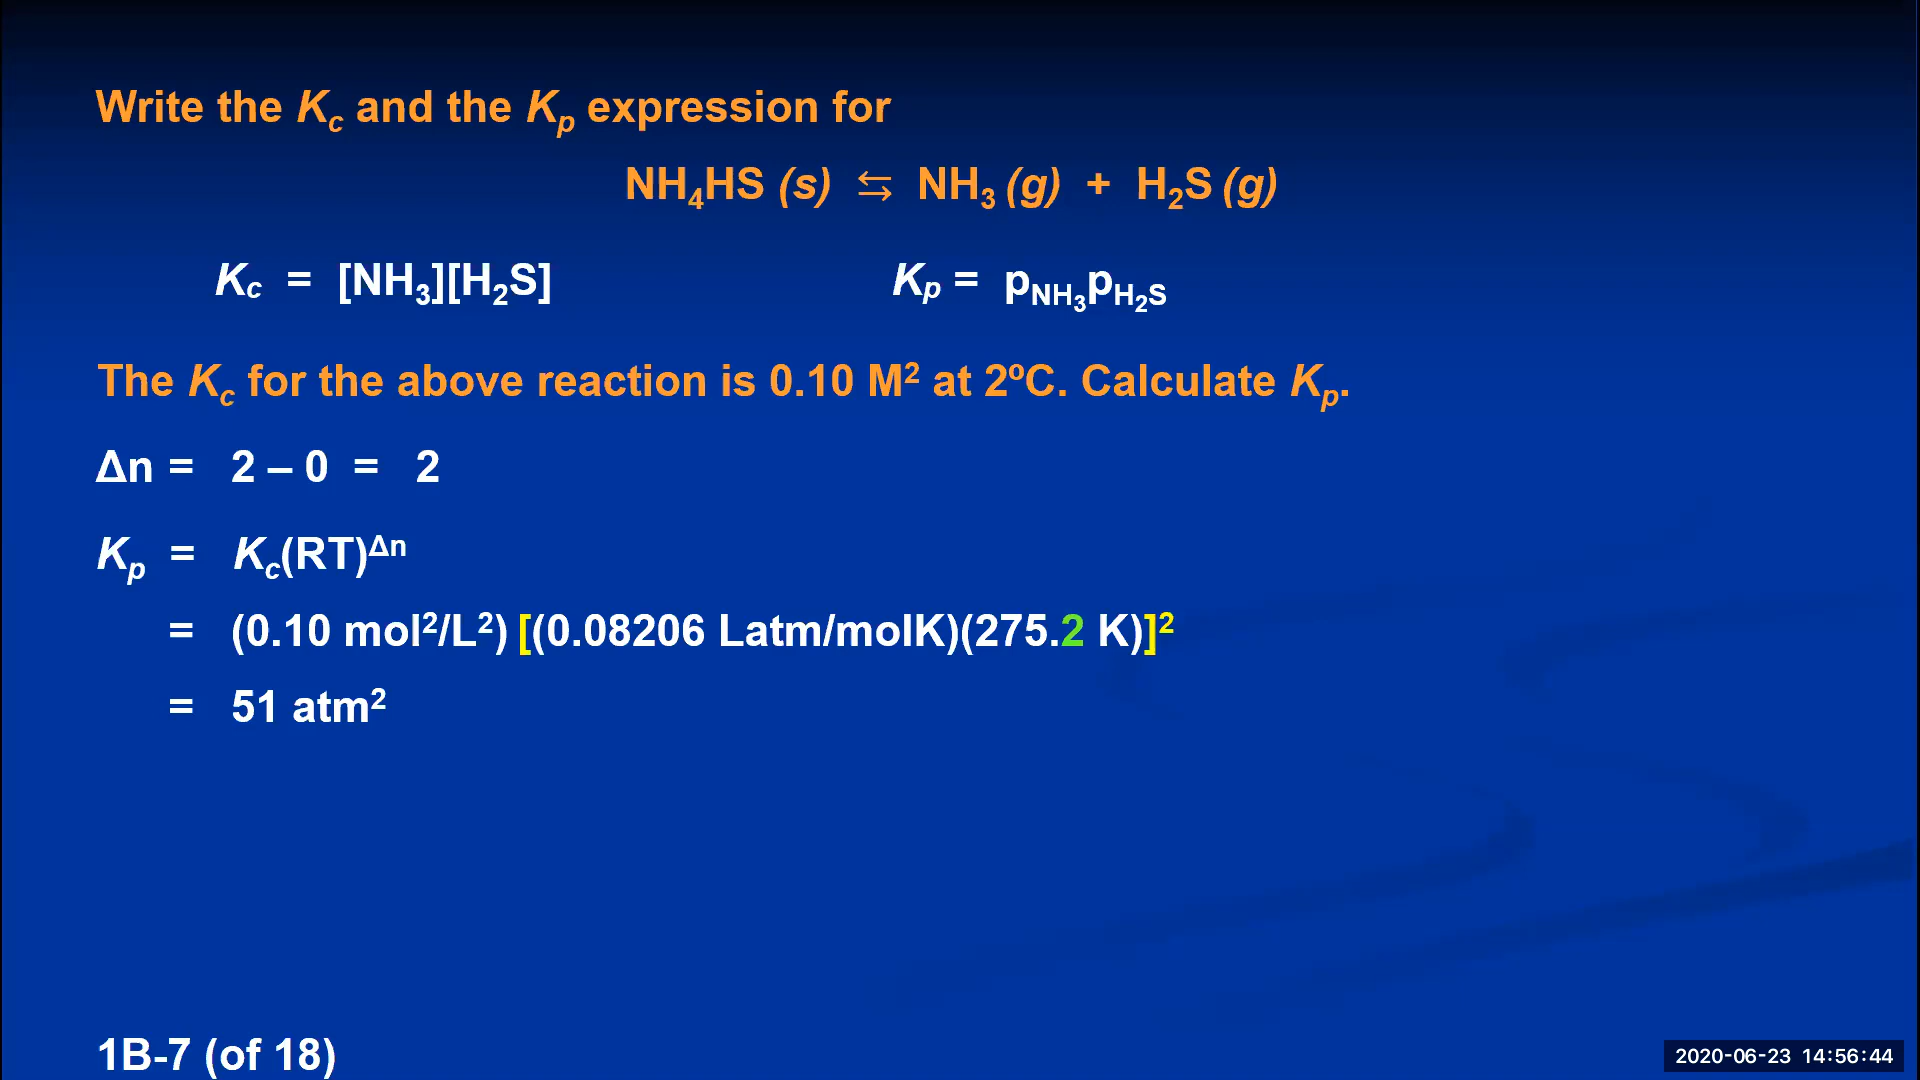 Write the Kc and the Kp expression for
NH4HS (s) ⇆ NH3 (g) + H2S (g)
Kc = [NH3][H2S] Kp = pNH3pH2S
The Kc for the above reaction is 0.10 M² at 2ºC. Calculate Kp.
Δn = 2 – 0 = 2
Kp = Kc(RT)^Δn
= (0.10 mol²/L²) [(0.08206 Latm/molK)(275.2 K)]²
= 51 atm²
1B-7 (of 18)
2020-06-23 14:56:44